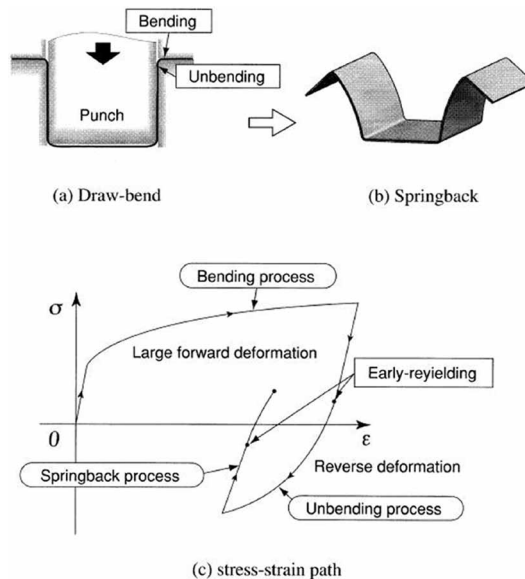 Bending
Unbending
Punch
(a) Draw-bend
(b) Springback
Bending process
σ
Large forward deformation
Early-reyielding
0
ε
Springback process
Reverse deformation
Unbending process
(c) stress-strain path